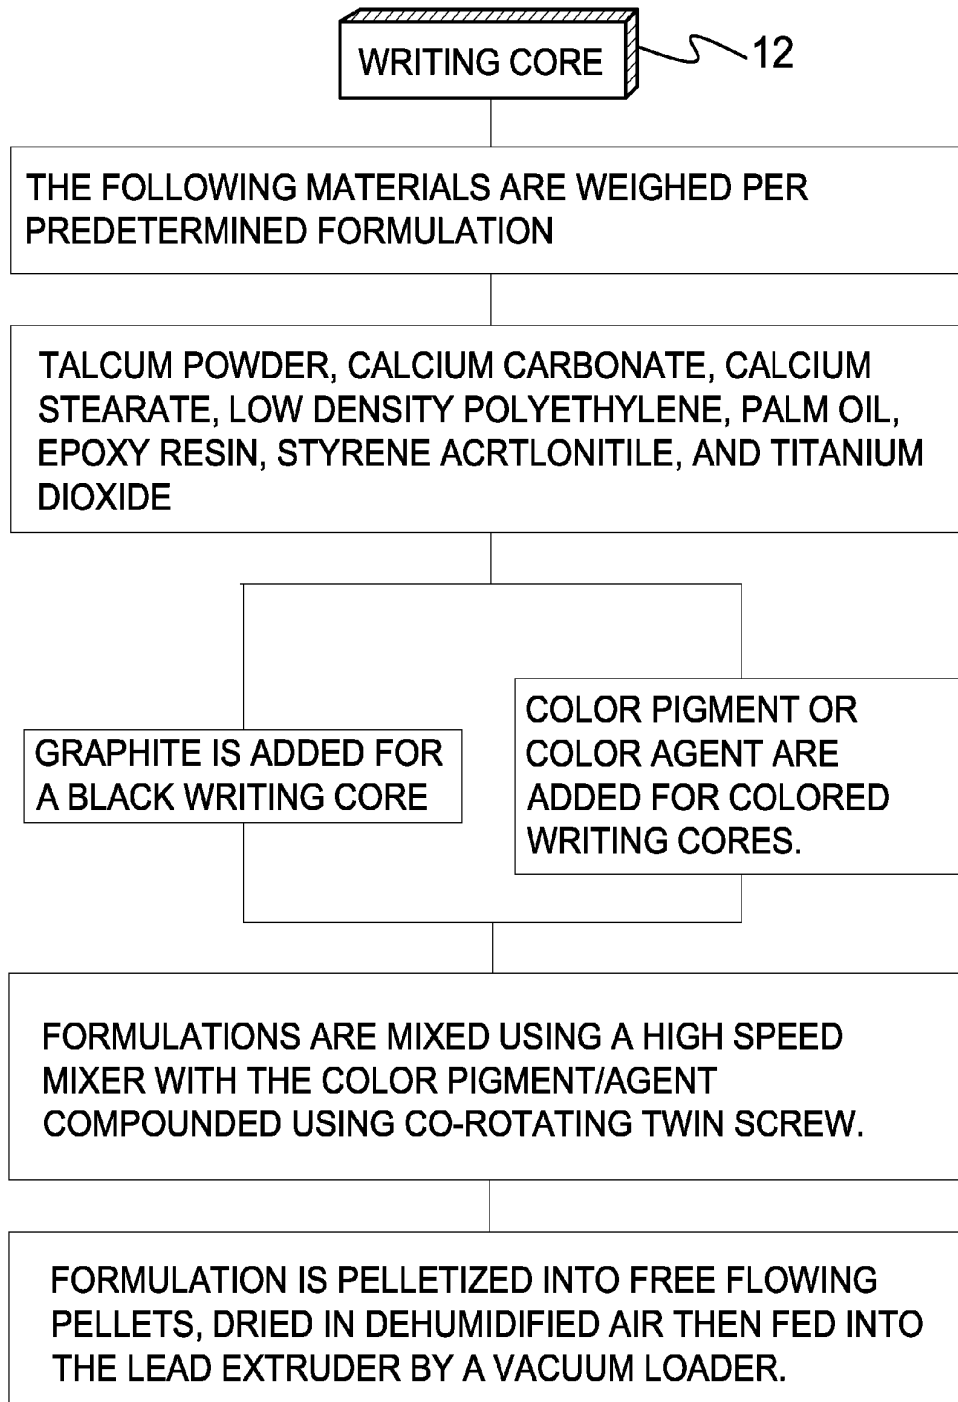 WRITING CORE
12
THE FOLLOWING MATERIALS ARE WEIGHED PER
PREDETERMINED FORMULATION
TALCUM POWDER, CALCIUM CARBONATE, CALCIUM
STEARATE, LOW DENSITY POLYETHYLENE, PALM OIL,
EPOXY RESIN, STYRENE ACRTLONITILE, AND TITANIUM
DIOXIDE
GRAPHITE IS ADDED FOR
A BLACK WRITING CORE
COLOR PIGMENT OR
COLOR AGENT ARE
ADDED FOR COLORED
WRITING CORES.
FORMULATIONS ARE MIXED USING A HIGH SPEED
MIXER WITH THE COLOR PIGMENT/AGENT
COMPOUNDED USING CO-ROTATING TWIN SCREW.
FORMULATION IS PELLETIZED INTO FREE FLOWING
PELLETS, DRIED IN DEHUMIDIFIED AIR THEN FED INTO
THE LEAD EXTRUDER BY A VACUUM LOADER.